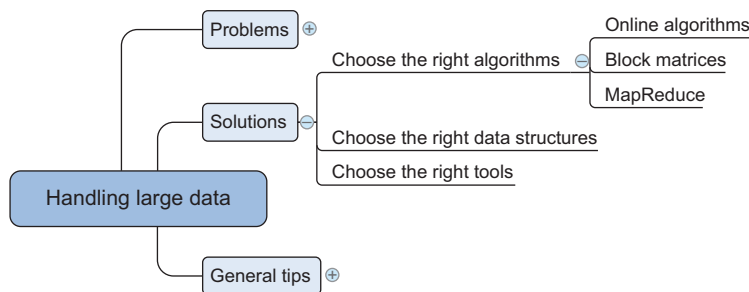 Problems
Solutions
Choose the right algorithms
Online algorithms
Block matrices
MapReduce
Choose the right data structures
Choose the right tools
Handling large data
General tips